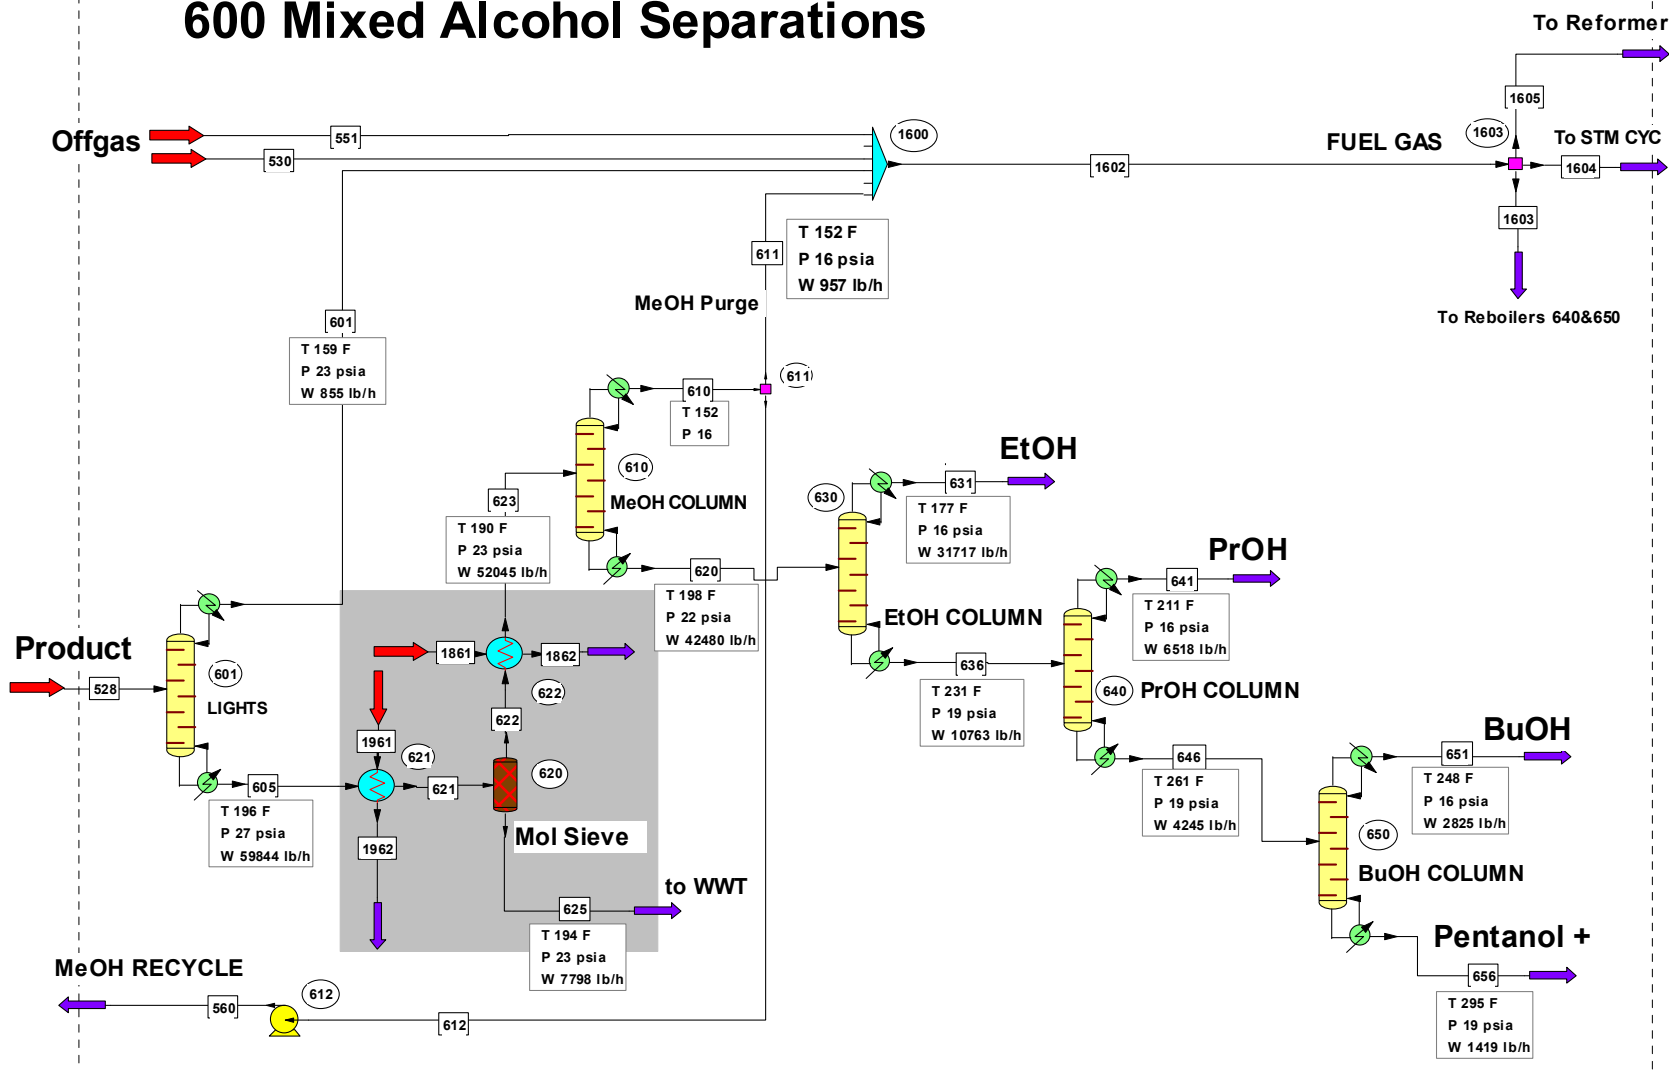 600 Mixed Alcohol Separations
To Reformer
1605
Offgas
551
530
1600
FUEL GAS
1603
To STM CYC
1602
1604
1603
To Reboilers 640&650
611
T 152 F
P 16 psia
W 957 lb/h
MeOH Purge
601
T 159 F
P 23 psia
W 855 lb/h
611
610
T 152
P 16
610
MeOH COLUMN
623
T 190 F
P 23 psia
W 52045 lb/h
620
T 198 F
P 22 psia
W 42480 lb/h
630
EtOH
631
T 177 F
P 16 psia
W 31717 lb/h
EtOH COLUMN
636
T 231 F
P 19 psia
W 10763 lb/h
PrOH
641
T 211 F
P 16 psia
W 6518 lb/h
640
PrOH COLUMN
646
T 261 F
P 19 psia
W 4245 lb/h
BuOH
651
T 248 F
P 16 psia
W 2825 lb/h
650
BuOH COLUMN
Pentanol +
656
T 295 F
P 19 psia
W 1419 lb/h
Product
528
601
LIGHTS
605
T 196 F
P 27 psia
W 59844 lb/h
1861
1862
622
622
1961
621
621
620
1962
Mol Sieve
to WWT
625
T 194 F
P 23 psia
W 7798 lb/h
MeOH RECYCLE
560
612
612